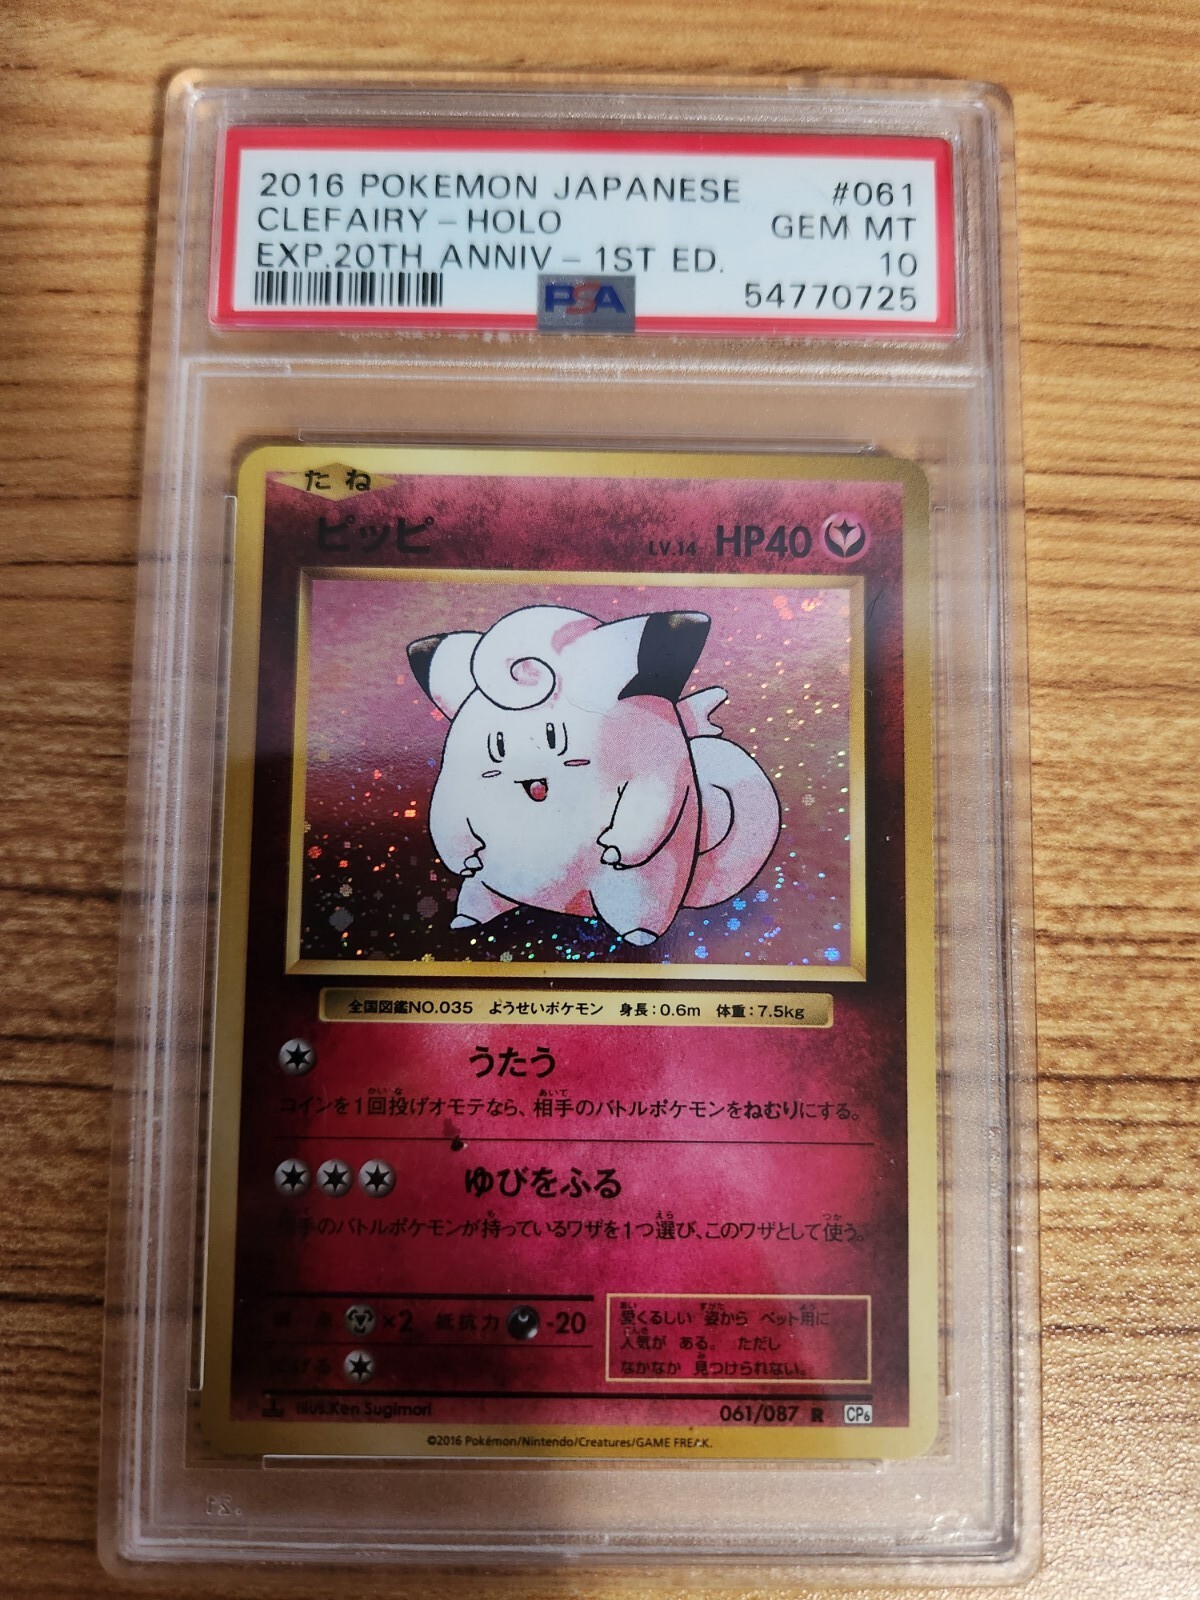 2016 POKEMON JAPANESE #061
CLEFAIRY - HOLO GEM MT
EXP.20TH ANNIV - 1ST ED. 10
PSA 54770725
たね
ピッピ LV.14 HP40
全国図鑑NO.035 ようせいポケモン 身長:0.6m 体重:7.5kg
うたう
コインを1回投げオモテなら、相手のバトルポケモンをねむりにする。
ゆびをふる
手のバトルポケモンが持っているワザを1つ選び、このワザとして使う。
×2 抵抗力 -20
にげる
愛くるしい 姿から ペット用に
人気が ある。 ただし
なかなか 見つけられない。
Illus.Ken Sugimori 061/087 R CP6
©2016 Pokémon/Nintendo/Creatures/GAME FREAK.